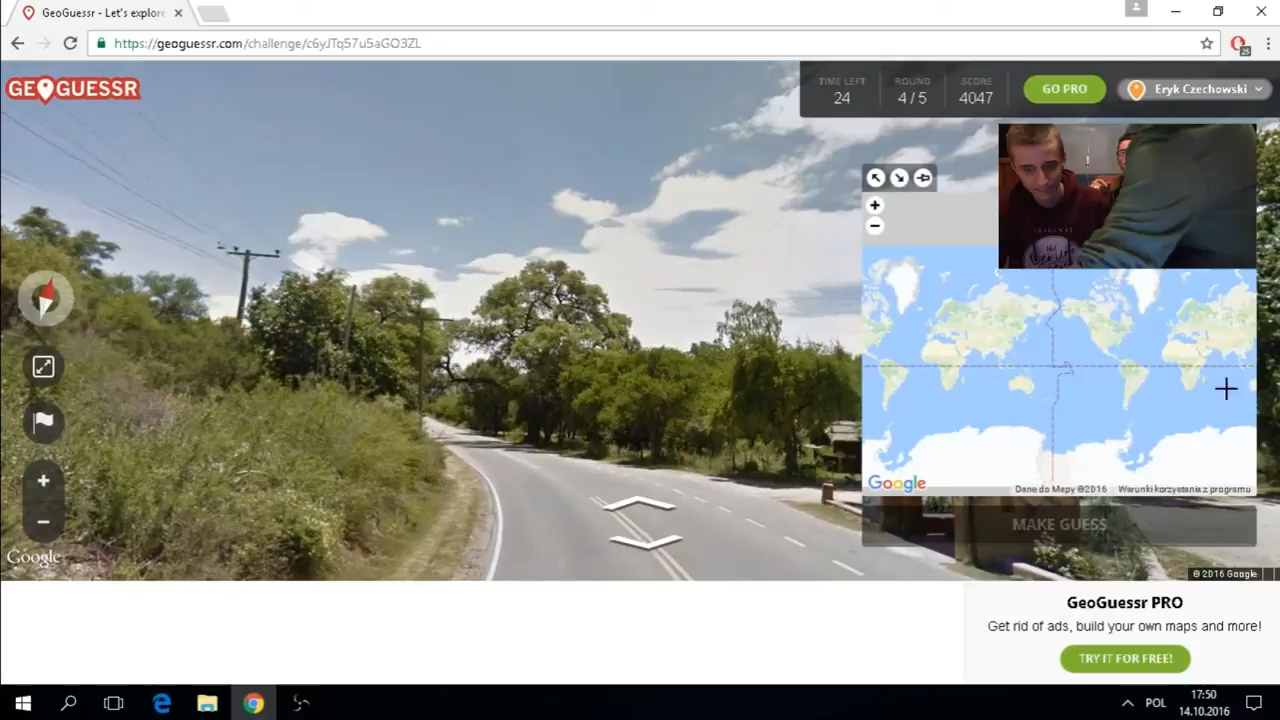 GeoGuessr - Let's explore
https://geoguessr.com/challenge/c6yJTq57u5aGO3ZL
GEOGUESSR
TIME LEFT
24
ROUND
4 / 5
SCORE
4047
GO PRO
Eryk Czechowski
Google
Dane do Mapy ©2016
Warunki korzystania z programu
MAKE GUESS
Google
© 2016 Google
GeoGuessr PRO
Get rid of ads, build your own maps and more!
TRY IT FOR FREE!
POL
17:50
14.10.2016